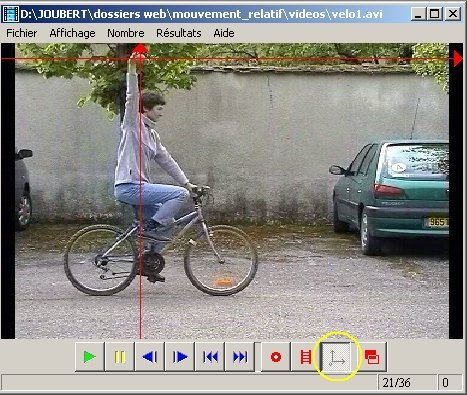 D:\JOUBERT\dossiers web\mouvement_relatif\videos\velo1.avi
Fichier Affichage Nombre Résultats Aide
21/36 0